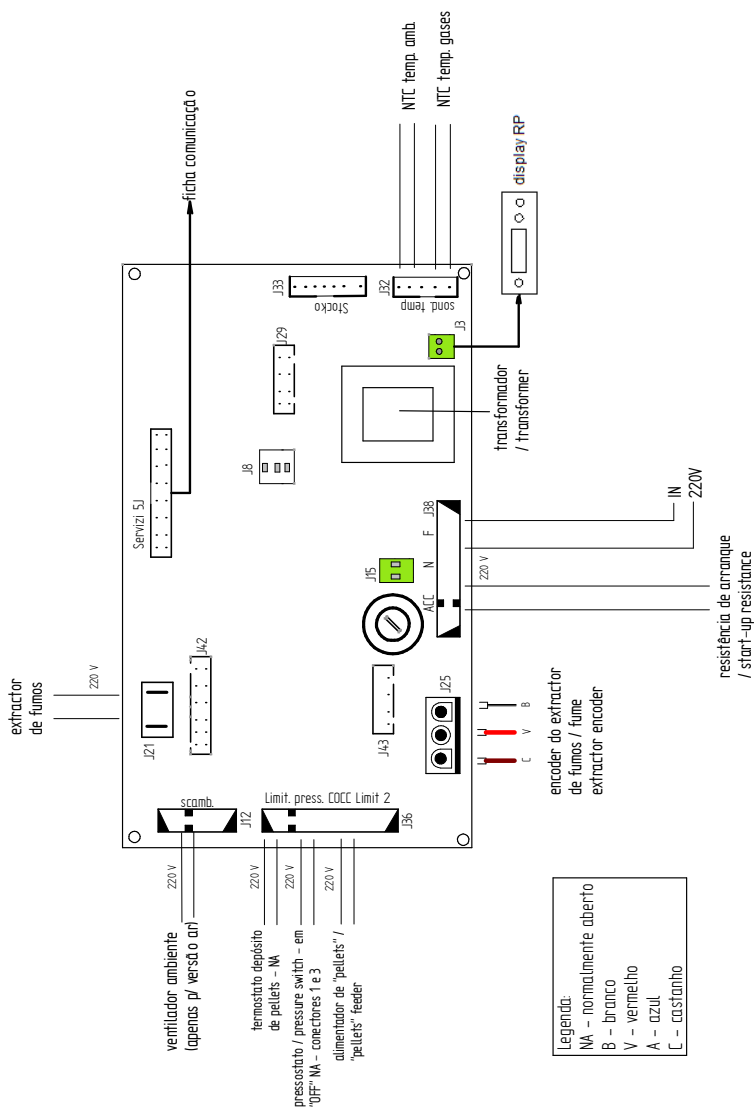 extractor
de fumos
220 V
J21
J42
Servizi 5J
ficha comunicação
J33
Stocko
J29
J8
J32
sond. temp
NTC temp. amb.
NTC temp. gases
J3
display RP
transformador
/ transformer
J15
J38
ACC
N
F
220 V
IN
220V
resistência de arranque
/ start-up resistance
J43
J25
C
V
B
encoder do extractor
de fumos / fume
extractor encoder
scamb.
J12
220 V
ventilador ambiente
(apenas p/ versão ar)
Limit. press. COCC Limit 2
J36
220 V
220 V
220 V
termostato depósito
de pellets - NA
pressostato / pressure switch - em
"OFF" NA - conectores 1 e 3
alimentador de "pellets" /
"pellets" feeder
Legenda:
NA - normalmente aberto
B - branco
V - vermelho
A - azul
C - castanho